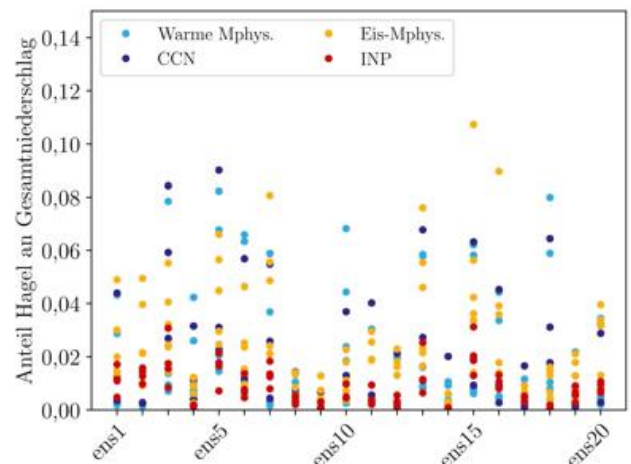 Anteil Hagel an Gesamtniederschlag
0,14
0,12
0,10
0,08
0,06
0,04
0,02
0,00
Warme Mphys.
Eis-Mphys.
CCN
INP
ens1
ens5
ens10
ens15
ens20